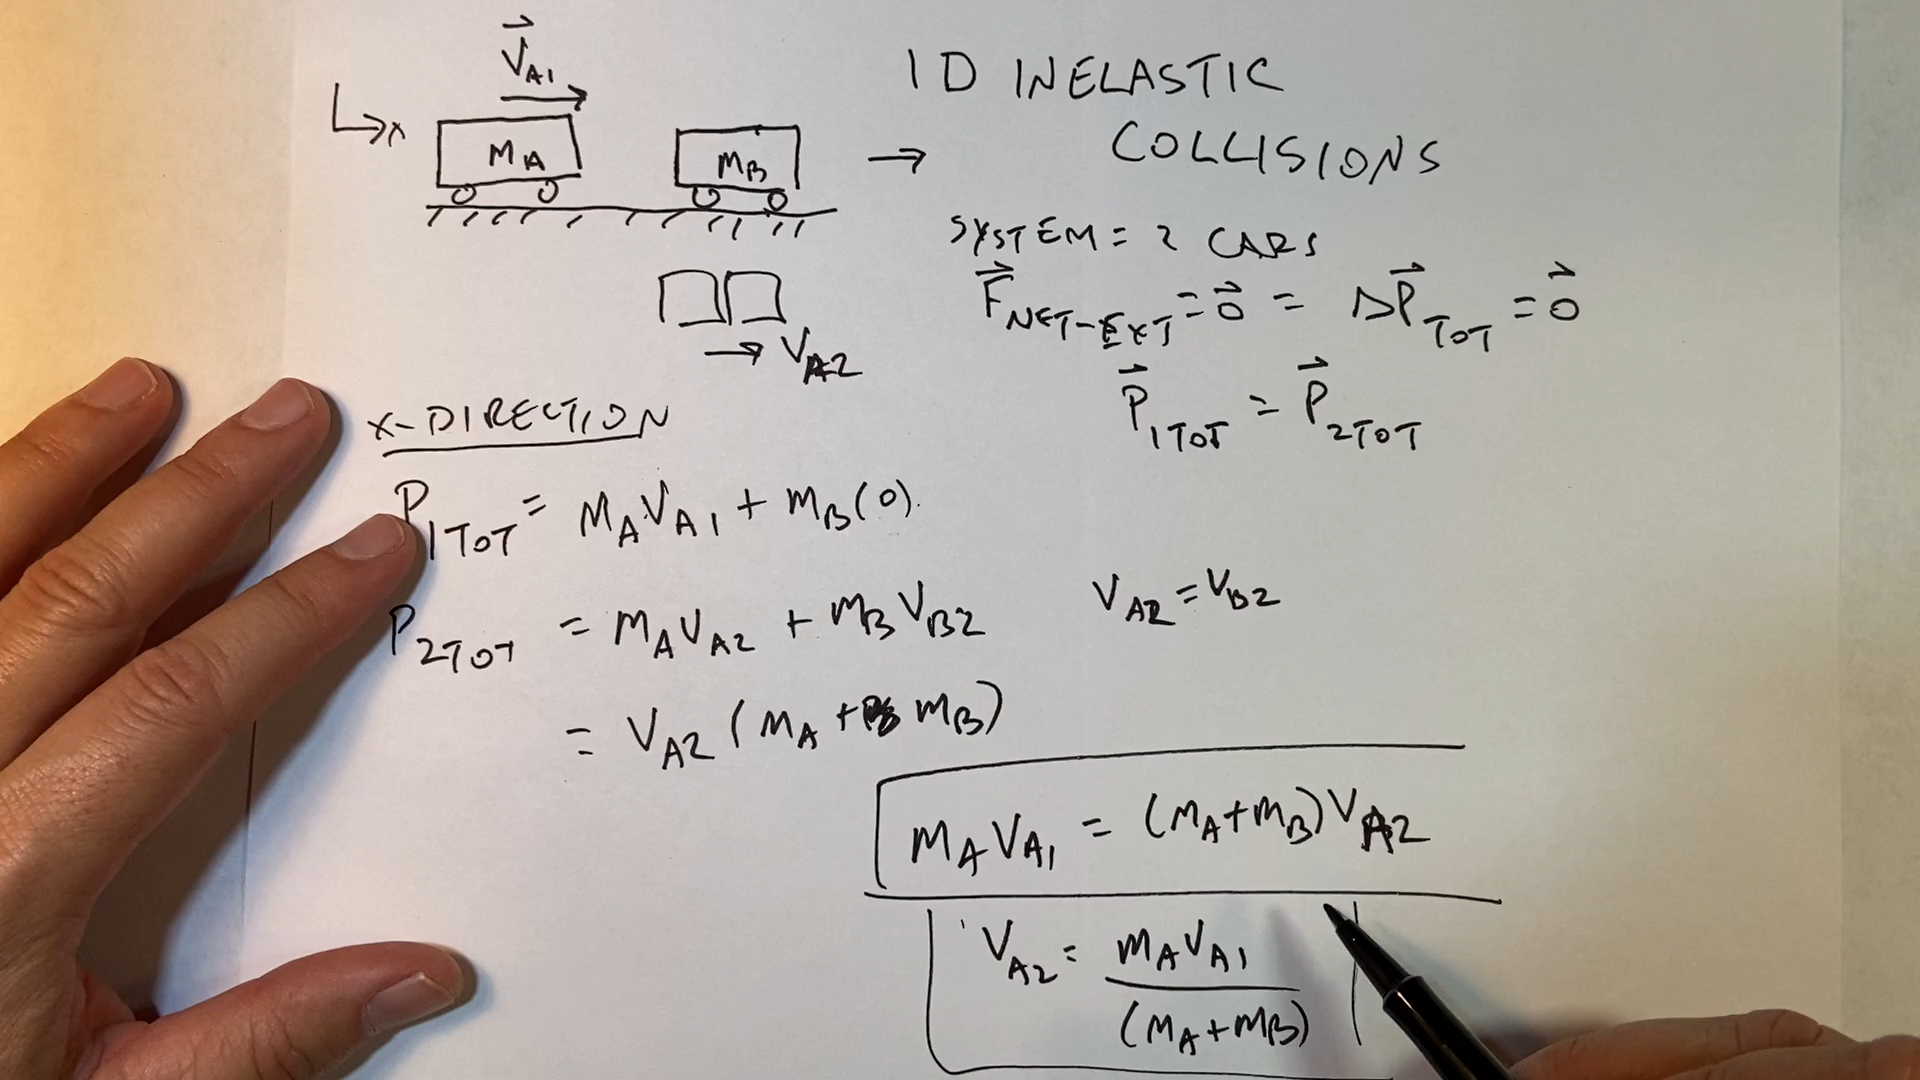 V⃗A1
1D INELASTIC
COLLISIONS
x
MA
MB
SYSTEM = 2 CARS
F⃗NET-EXT = 0⃗ = ΔP⃗TOT = 0⃗
VA2
P⃗1TOT = P⃗2TOT
X-DIRECTION
P1TOT = MAVA1 + MB(0).
P2TOT = MAVA2 + MBVB2
VA2 = VB2
= VA2 (MA + MB)
MAVA1 = (MA+MB)VA2
VA2 = MAVA1
(MA+MB)